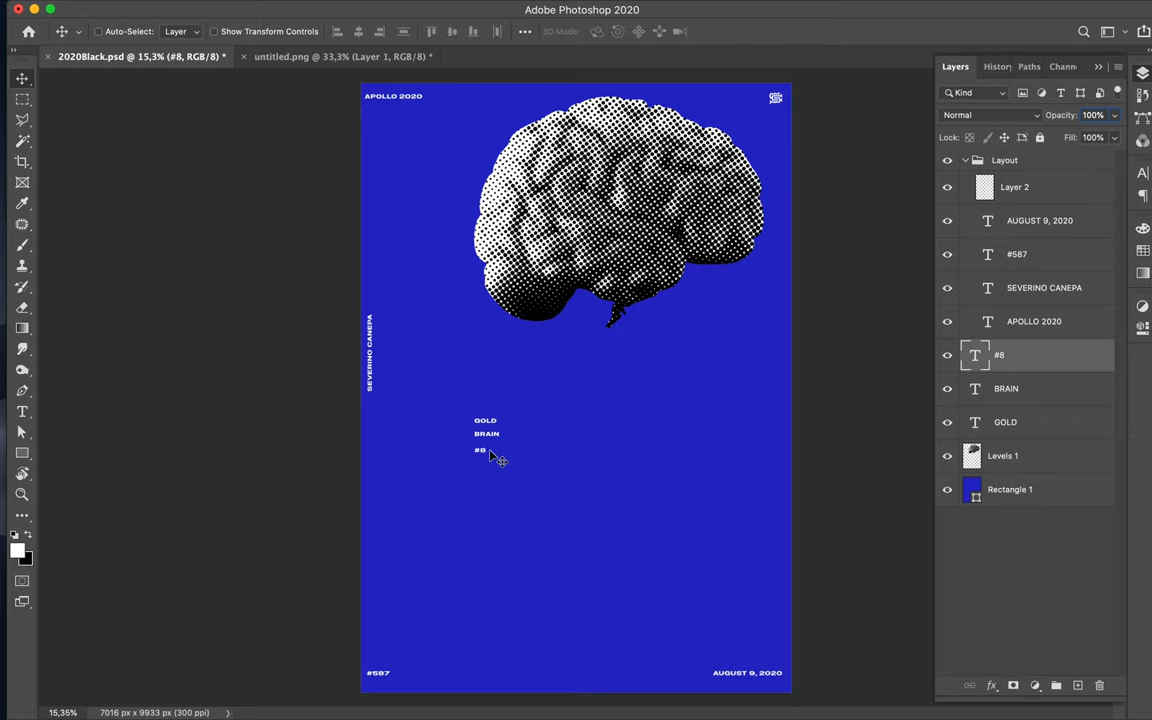 Adobe Photoshop 2020
Auto-Select: Layer Show Transform Controls 3D Mode:
2020Black.psd @ 15,3% (#8, RGB/8) * untitled.png @ 33,3% (Layer 1, RGB/8) *
Layers History Paths Chann
Kind
Normal Opacity: 100%
Lock: Fill: 100%
Layout
Layer 2
AUGUST 9, 2020
#587
SEVERINO CANEPA
APOLLO 2020
#8
BRAIN
GOLD
Levels 1
Rectangle 1
APOLLO 2020
SEVERINO CANEPA
GOLD
BRAIN
#8
#587
AUGUST 9, 2020
15,35% 7016 px x 9933 px (300 ppi)